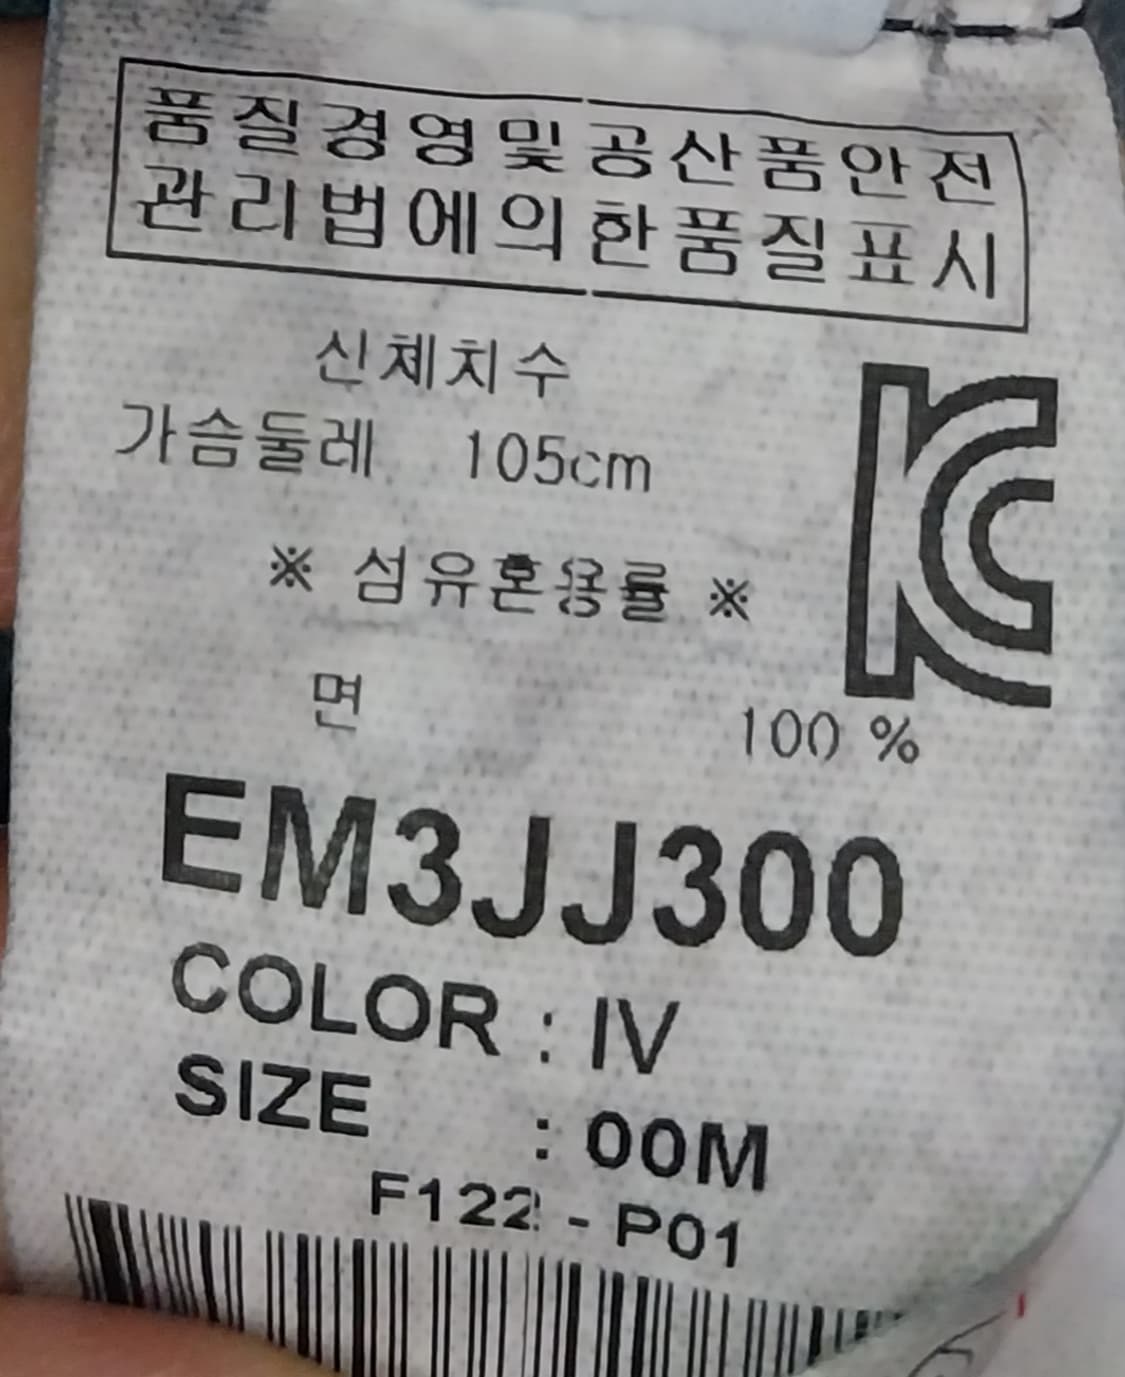 품질경영및공산품안전
관리법에의한품질표시
신체치수
가슴둘레 105cm
※ 섬유혼용률 ※
면 100 %
EM3JJ300
COLOR : IV
SIZE : 00M
F122 - P01